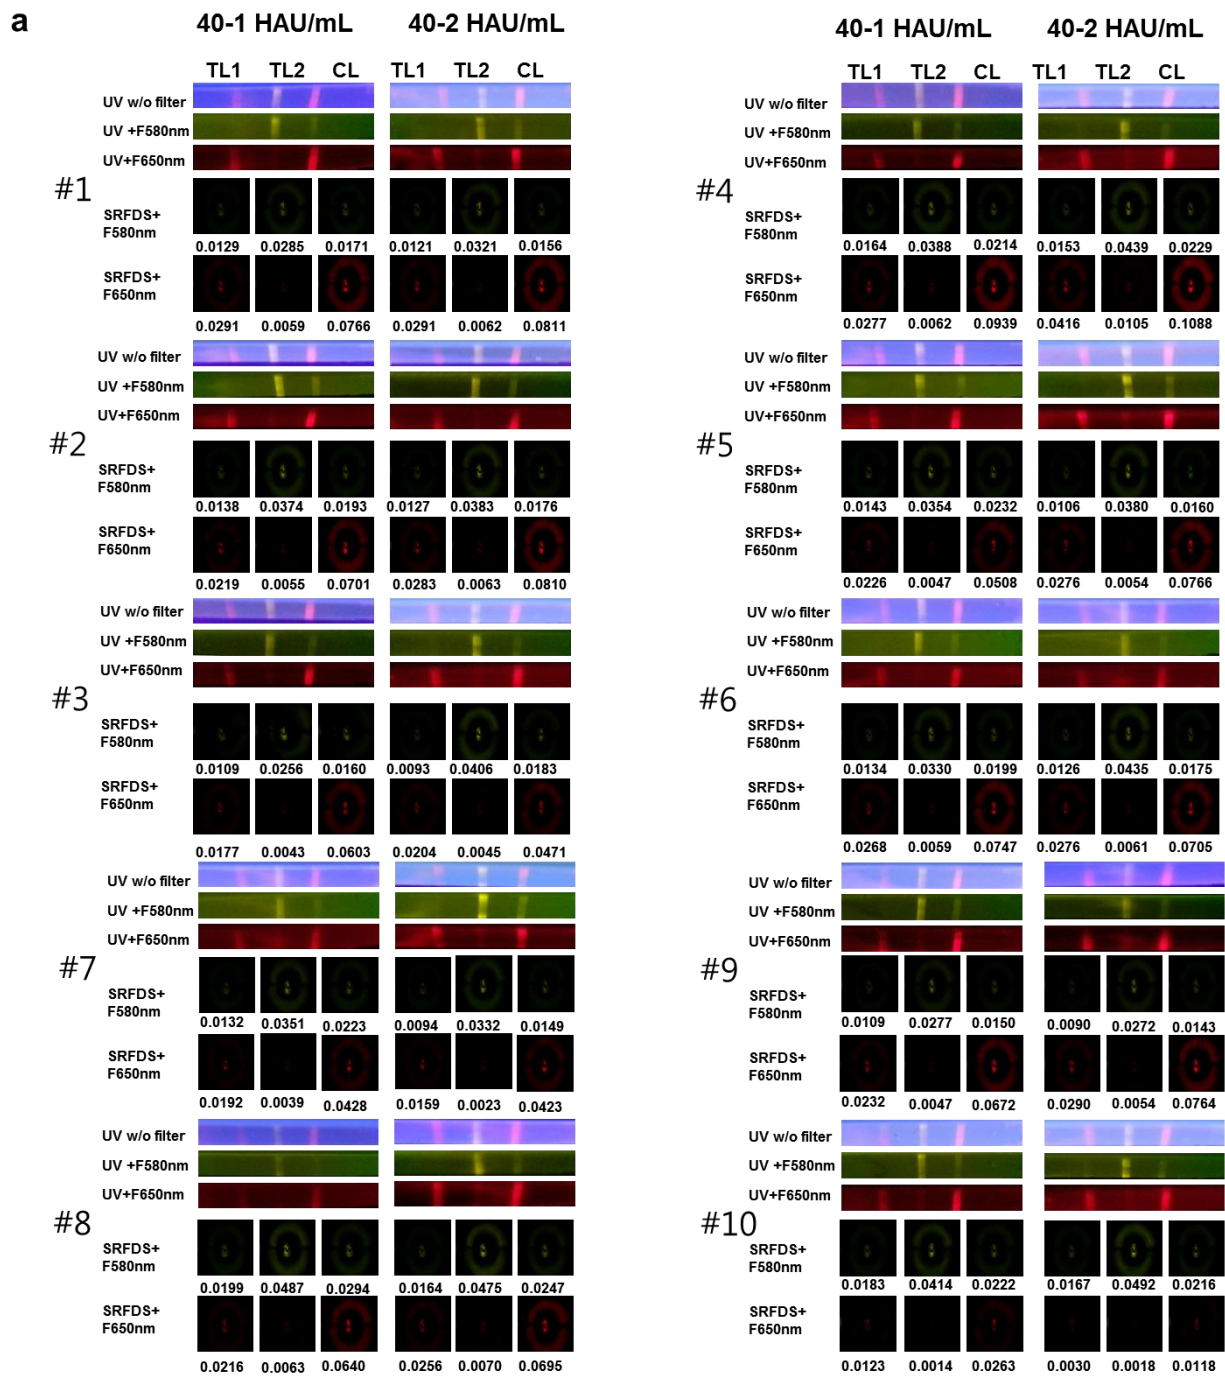 a
40-1 HAU/mL 40-2 HAU/mL
TL1 TL2 CL TL1 TL2 CL
UV w/o filter
UV +F580nm
UV+F650nm
#1
SRFDS+
F580nm
0.0129 0.0285 0.0171 0.0121 0.0321 0.0156
SRFDS+
F650nm
0.0291 0.0059 0.0766 0.0291 0.0062 0.0811
UV w/o filter
UV +F580nm
UV+F650nm
#2
SRFDS+
F580nm
0.0138 0.0374 0.0193 0.0127 0.0383 0.0176
SRFDS+
F650nm
0.0219 0.0055 0.0701 0.0283 0.0063 0.0810
UV w/o filter
UV +F580nm
UV+F650nm
#3
SRFDS+
F580nm
0.0109 0.0256 0.0160 0.0093 0.0406 0.0183
SRFDS+
F650nm
0.0177 0.0043 0.0603 0.0204 0.0045 0.0471
UV w/o filter
UV +F580nm
UV+F650nm
#7
SRFDS+
F580nm
0.0132 0.0351 0.0223 0.0094 0.0332 0.0149
SRFDS+
F650nm
0.0192 0.0039 0.0428 0.0159 0.0023 0.0423
UV w/o filter
UV +F580nm
UV+F650nm
#8
SRFDS+
F580nm
0.0199 0.0487 0.0294 0.0164 0.0475 0.0247
SRFDS+
F650nm
0.0216 0.0063 0.0640 0.0256 0.0070 0.0695
40-1 HAU/mL 40-2 HAU/mL
TL1 TL2 CL TL1 TL2 CL
UV w/o filter
UV +F580nm
UV+F650nm
#4
SRFDS+
F580nm
0.0164 0.0388 0.0214 0.0153 0.0439 0.0229
SRFDS+
F650nm
0.0277 0.0062 0.0939 0.0416 0.0105 0.1088
UV w/o filter
UV +F580nm
UV+F650nm
#5
SRFDS+
F580nm
0.0143 0.0354 0.0232 0.0106 0.0380 0.0160
SRFDS+
F650nm
0.0226 0.0047 0.0508 0.0276 0.0054 0.0766
UV w/o filter
UV +F580nm
UV+F650nm
#6
SRFDS+
F580nm
0.0134 0.0330 0.0199 0.0126 0.0435 0.0175
SRFDS+
F650nm
0.0268 0.0059 0.0747 0.0276 0.0061 0.0705
UV w/o filter
UV +F580nm
UV+F650nm
#9
SRFDS+
F580nm
0.0109 0.0277 0.0150 0.0090 0.0272 0.0143
SRFDS+
F650nm
0.0232 0.0047 0.0672 0.0290 0.0054 0.0764
UV w/o filter
UV +F580nm
UV+F650nm
#10
SRFDS+
F580nm
0.0183 0.0414 0.0222 0.0167 0.0492 0.0216
SRFDS+
F650nm
0.0123 0.0014 0.0263 0.0030 0.0018 0.0118